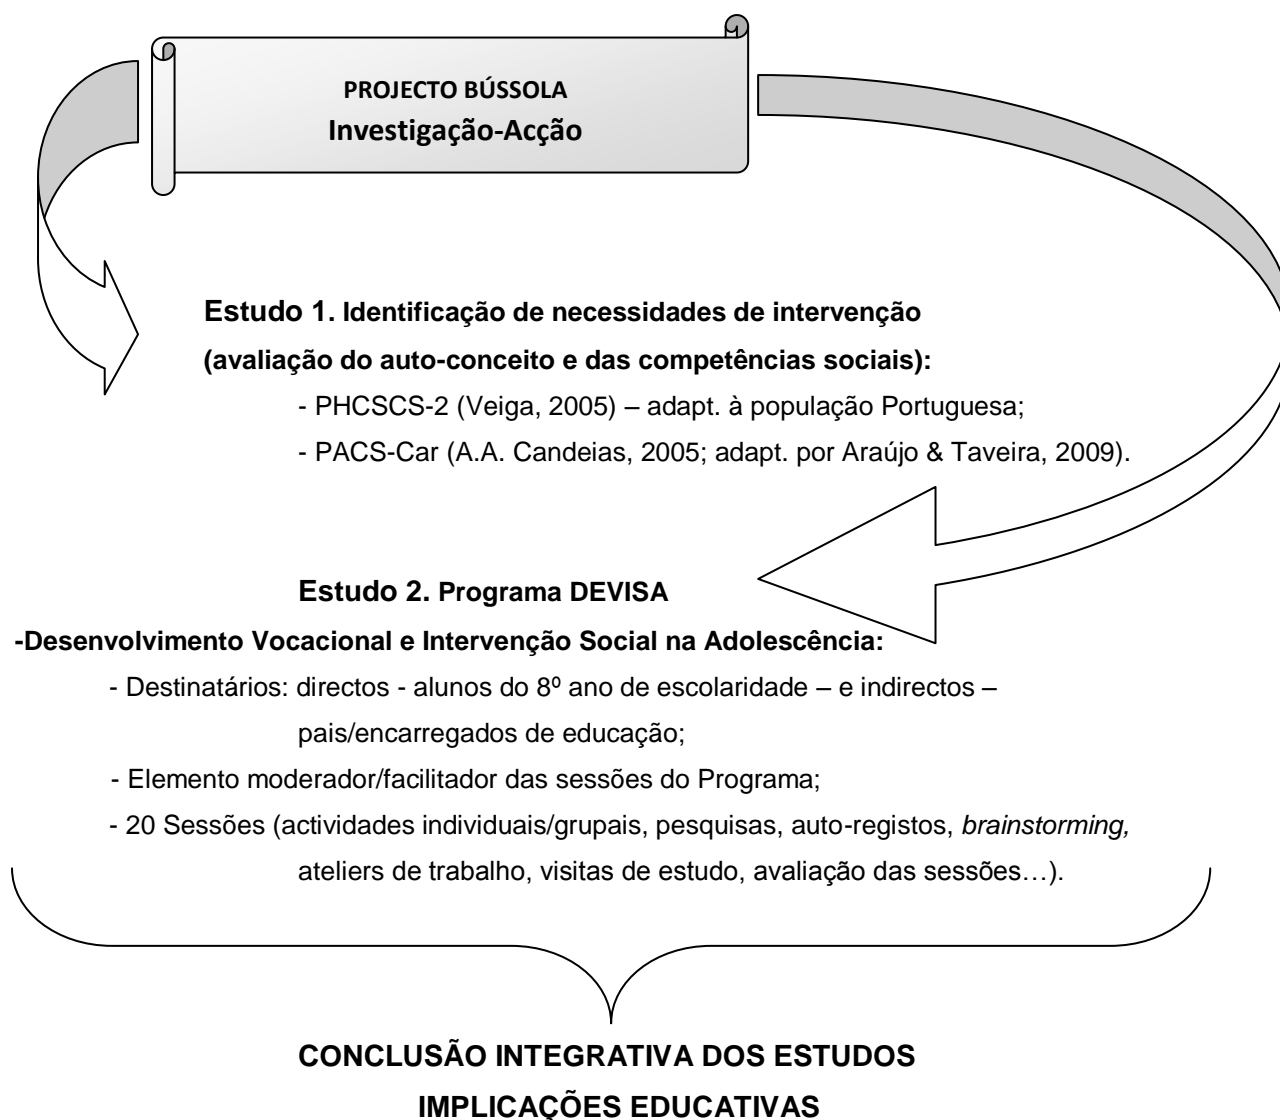 PROJECTO BÚSSOLA
Investigação-Acção
Estudo 1. Identificação de necessidades de intervenção
(avaliação do auto-conceito e das competências sociais):
- PHCSCS-2 (Veiga, 2005) – adapt. à população Portuguesa;
- PACS-Car (A.A. Candeias, 2005; adapt. por Araújo & Taveira, 2009).
Estudo 2. Programa DEVISA
-Desenvolvimento Vocacional e Intervenção Social na Adolescência:
- Destinatários: directos - alunos do 8º ano de escolaridade – e indirectos –
pais/encarregados de educação;
- Elemento moderador/facilitador das sessões do Programa;
- 20 Sessões (actividades individuais/grupais, pesquisas, auto-registos, brainstorming,
ateliers de trabalho, visitas de estudo, avaliação das sessões…).
CONCLUSÃO INTEGRATIVA DOS ESTUDOS
IMPLICAÇÕES EDUCATIVAS